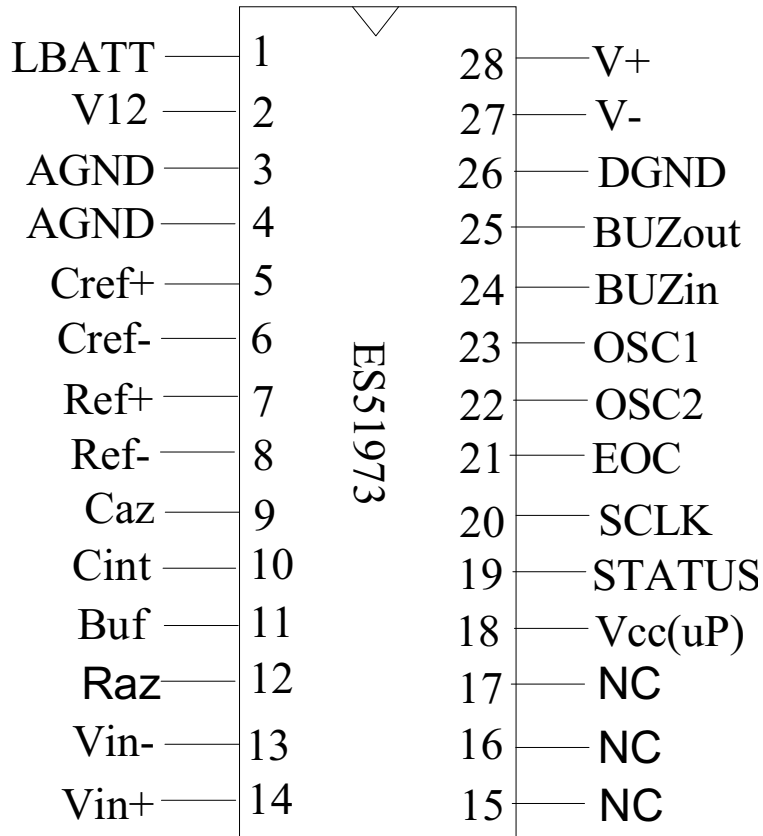 LBATT 1 28 V+
V12 2 27 V-
AGND 3 26 DGND
AGND 4 25 BUZout
Cref+ 5 24 BUZin
Cref- 6 23 OSC1
Ref+ 7 22 OSC2
Ref- 8 21 EOC
Caz 9 20 SCLK
Cint 10 19 STATUS
Buf 11 18 Vcc(uP)
Raz 12 17 NC
Vin- 13 16 NC
Vin+ 14 15 NC
ES51973